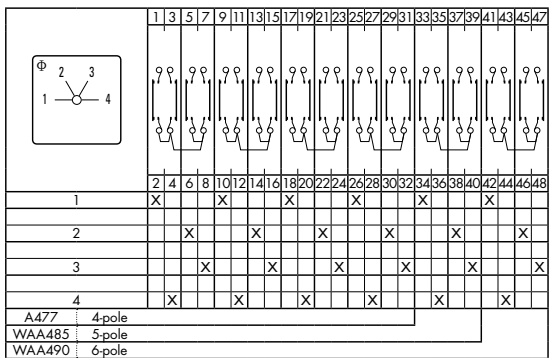 1 3 5 7 9 11 13 15 17 19 21 23 25 27 29 31 33 35 37 39 41 43 45 47
Φ
2 3
1 4
2 4 6 8 10 12 14 16 18 20 22 24 26 28 30 32 34 36 38 40 42 44 46 48
1 X X X X X X
2 X X X X X X
3 X X X X X X
4 X X X X X X
A477 4-pole
WAA485 5-pole
WAA490 6-pole